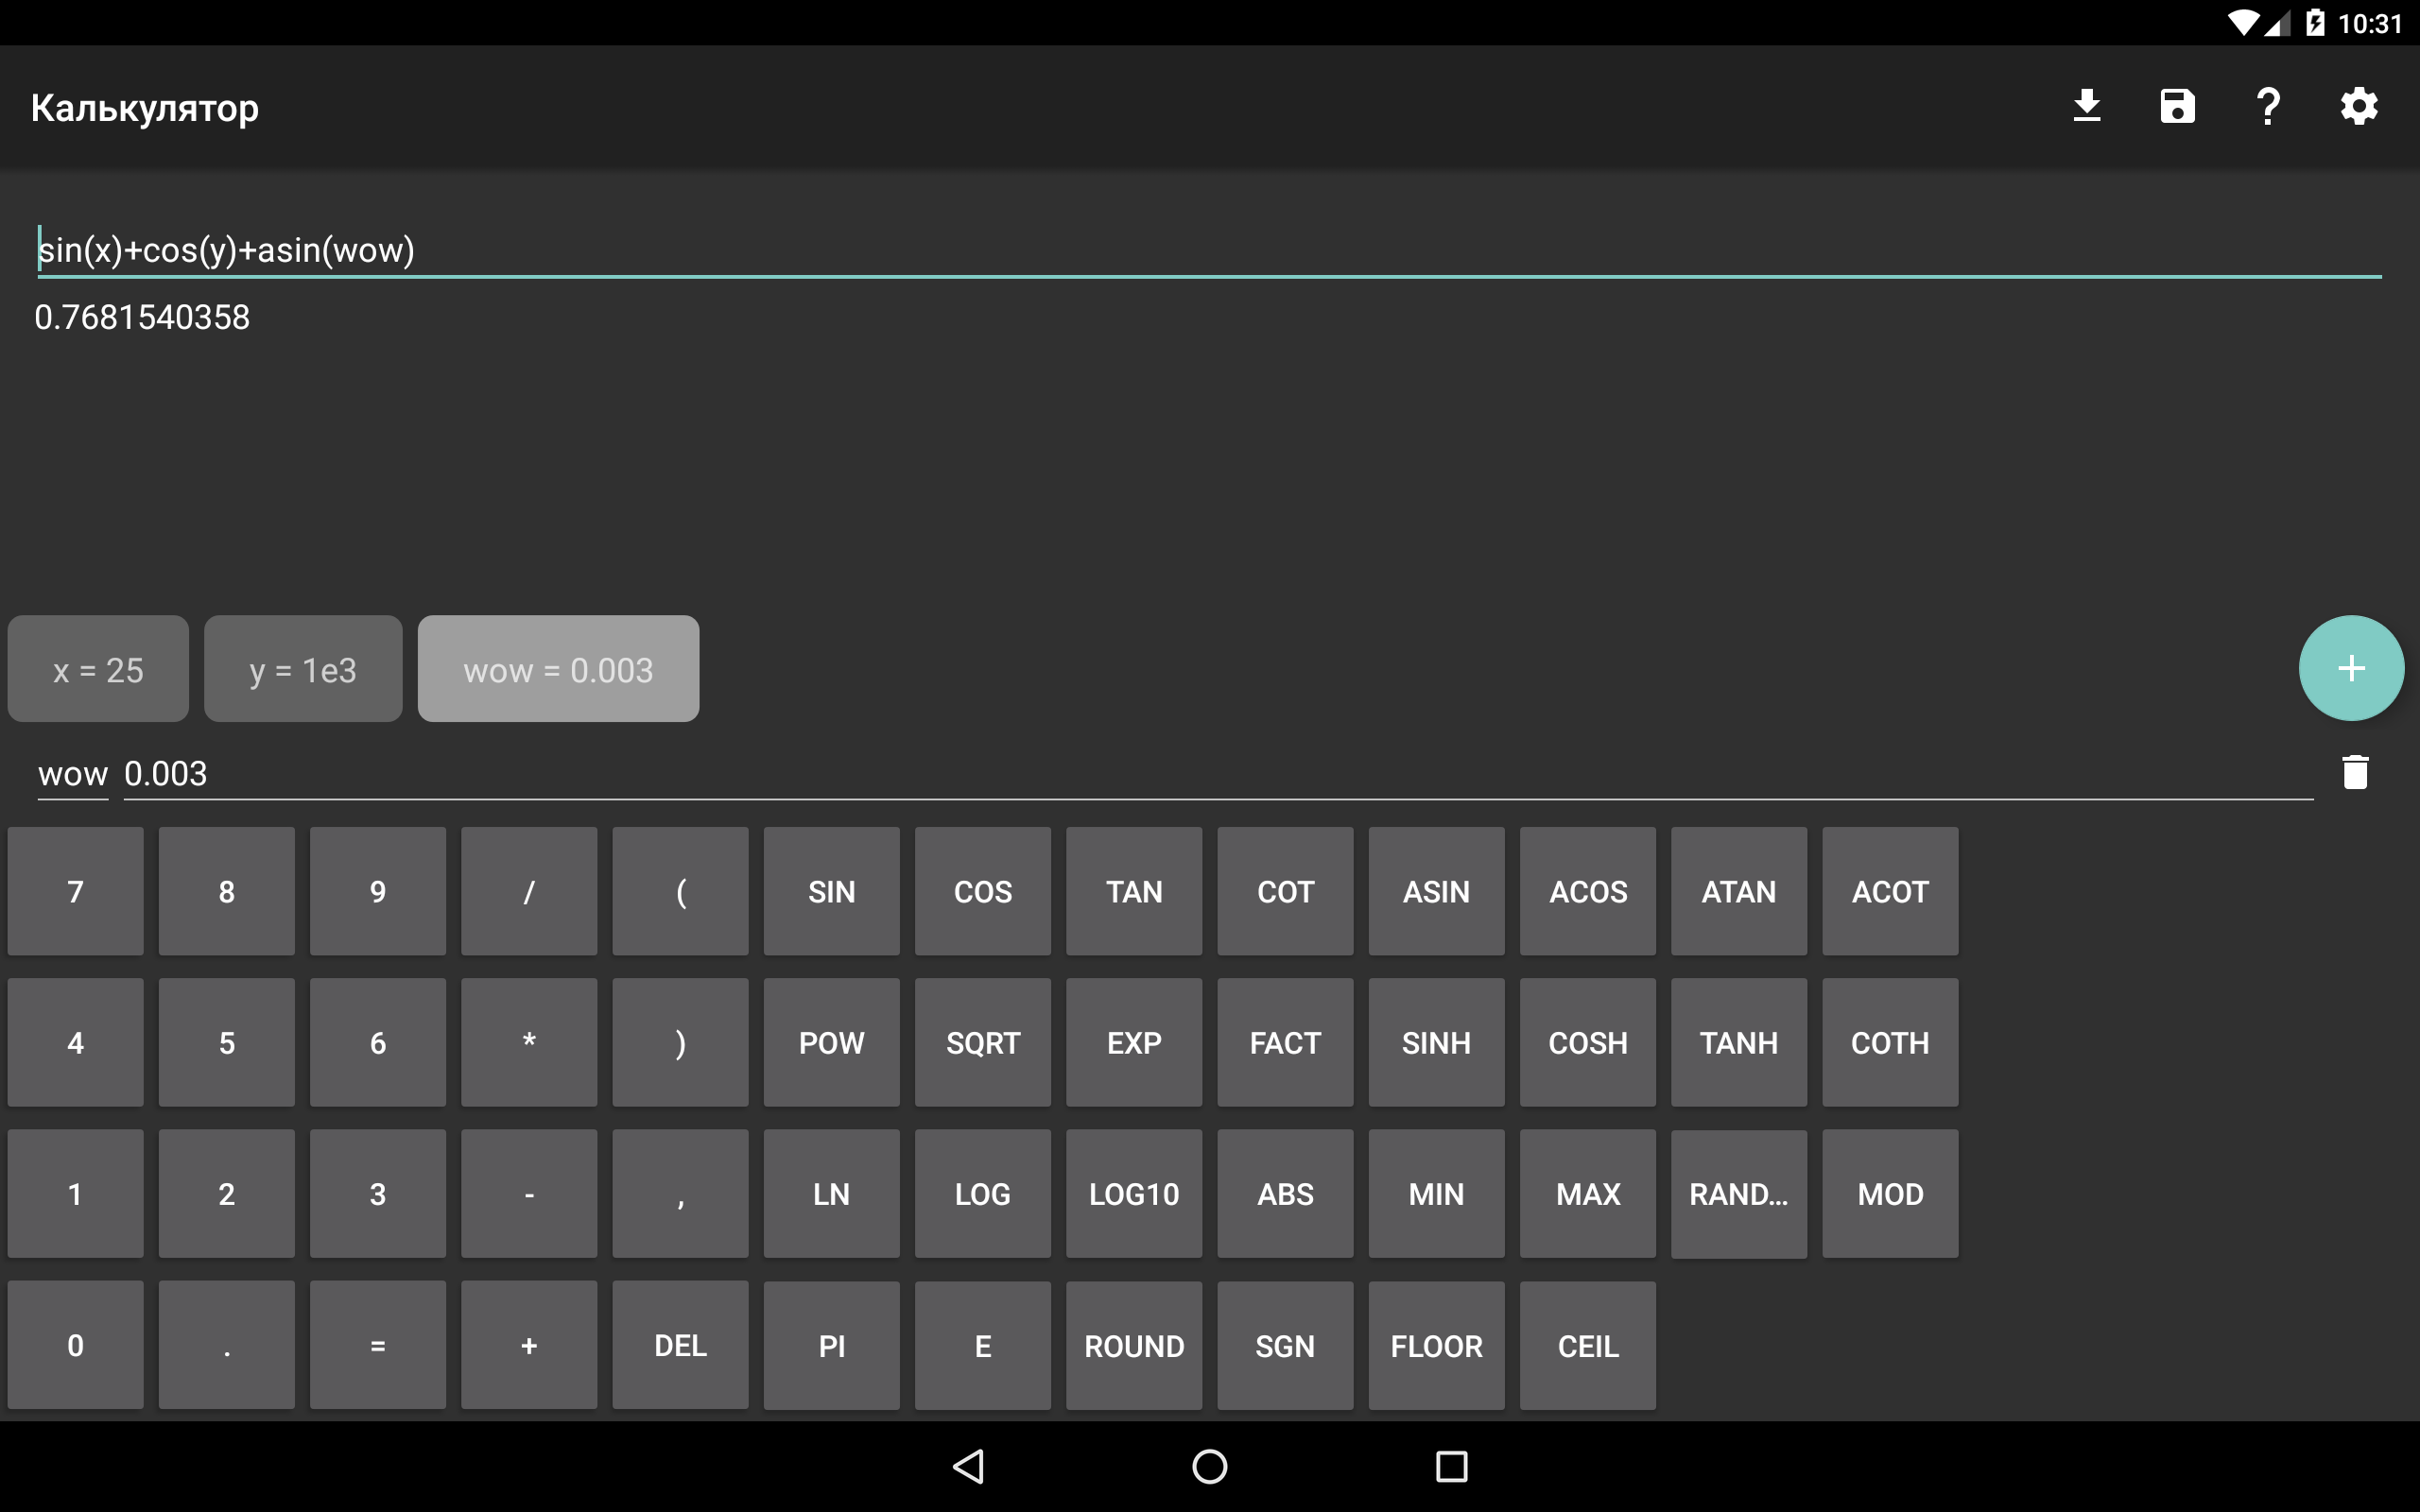 10:31
Калькулятор
sin(x)+cos(y)+asin(wow)
0.7681540358
x = 25 y = 1e3 wow = 0.003 +
wow 0.003
7 8 9 / ( SIN COS TAN COT ASIN ACOS ATAN ACOT
4 5 6 * ) POW SQRT EXP FACT SINH COSH TANH COTH
1 2 3 - , LN LOG LOG10 ABS MIN MAX RAND... MOD
0 . = + DEL PI E ROUND SGN FLOOR CEIL